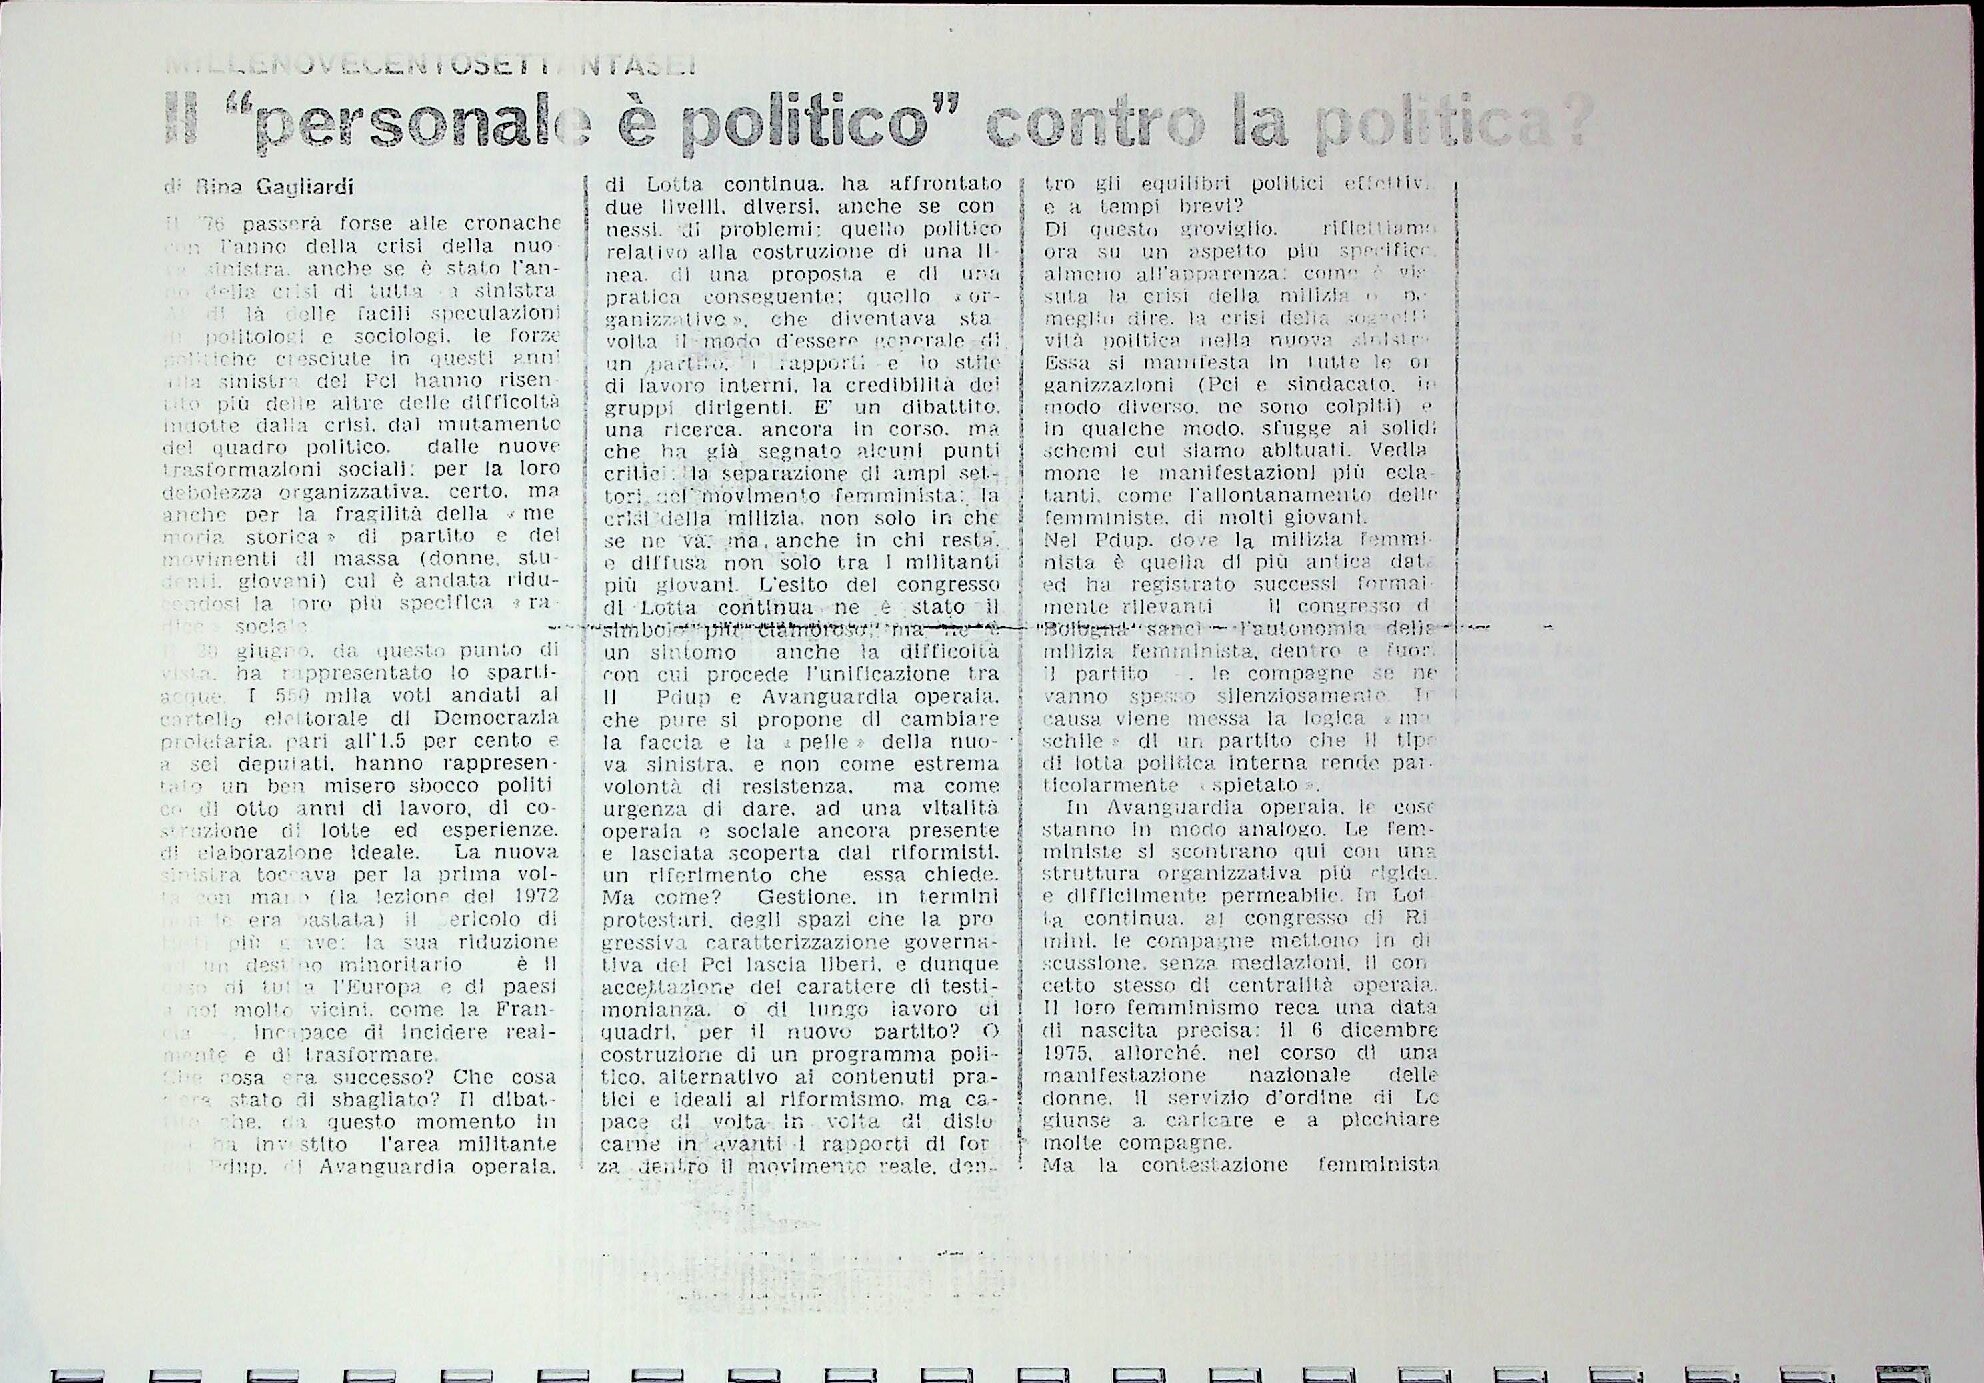 MILLENOVECENTOSETTANTASEI
Il “personale è politico” contro la politica?
di Rina Gagliardi
Il '76 passerà forse alle cronache
con l'anno della crisi della nuo-
va sinistra, anche se è stato l'an-
no della crisi di tutta la sinistra.
Al di là delle facili speculazioni
di politologi e sociologi, le forze
politiche cresciute in questi anni
alla sinistra del Pci hanno risen-
tito più delle altre delle difficoltà
indotte dalla crisi, dal mutamento
del quadro politico, dalle nuove
trasformazioni sociali: per la loro
debolezza organizzativa, certo, ma
anche per la fragilità della « me
moria storica » di partito e dei
movimenti di massa (donne, stu-
denti, giovani) cui è andata ridu-
cendosi la loro più specifica « ra-
dice » sociale
Il 20 giugno, da questo punto di
vista, ha rappresentato lo sparti-
acque. I 550 mila voti andati al
cartello elettorale di Democrazia
proletaria, pari all'1,5 per cento e
a sei deputati, hanno rappresen-
tato un ben misero sbocco politi
co di otto anni di lavoro, di co-
struzione di lotte ed esperienze,
di elaborazione ideale. La nuova
sinistra toccava per la prima vol-
ta con mano (la lezione del 1972
non le era bastata) il pericolo di
più grave: la sua riduzione
ad un destino minoritario è il
caso di tutta l'Europa e di paesi
a noi molto vicini, come la Fran-
cia incapace di incidere real-
mente e di trasformare.
Che cosa era successo? Che cosa
c'era stato di sbagliato? Il dibat-
tito che, da questo momento in
poi ha investito l'area militante
del Pdup, di Avanguardia operaia,
di Lotta continua, ha affrontato
due livelli, diversi, anche se con
nessi, di problemi: quello politico
relativo alla costruzione di una li-
nea, di una proposta e di una
pratica conseguente; quello « or-
ganizzativo », che diventava sta-
volta il modo d'essere generale di
un partito, i rapporti e lo stile
di lavoro interni, la credibilità dei
gruppi dirigenti. E' un dibattito,
una ricerca, ancora in corso, ma
che ha già segnato alcuni punti
critici: la separazione di ampi set-
tori del movimento femminista; la
crisi della milizia, non solo in che
se ne va, ma anche in chi resta,
e diffusa non solo tra i militanti
più giovani. L'esito del congresso
di Lotta continua ne è stato il
simbolo più clamoroso, ma ne è
un sintomo anche la difficoltà
con cui procede l'unificazione tra
il Pdup e Avanguardia operaia,
che pure si propone di cambiare
la faccia e la « pelle » della nuo-
va sinistra, e non come estrema
volontà di resistenza, ma come
urgenza di dare, ad una vitalità
operaia e sociale ancora presente
e lasciata scoperta dai riformisti,
un riferimento che essa chiede.
Ma come? Gestione, in termini
protestari, degli spazi che la pro
gressiva caratterizzazione governa-
tiva del Pci lascia liberi, e dunque
accettazione del carattere di testi-
monianza, o di lungo lavoro di
quadri, per il nuovo partito? O
costruzione di un programma poli-
tico, alternativo ai contenuti pra-
tici e ideali al riformismo, ma ca-
pace di volta in volta di dislo
carne in avanti i rapporti di for
za dentro il movimento reale, den-
tro gli equilibri politici effettivi
e a tempi brevi?
Di questo groviglio, riflettiamo
ora su un aspetto più specifico,
almeno all'apparenza: come è vis
suta la crisi della milizia o, pe
meglio dire, la crisi della soggetti
vità politica nella nuova sinistra
Essa si manifesta in tutte le or
ganizzazioni (Pci e sindacato, in
modo diverso, ne sono colpiti) e
in qualche modo, sfugge ai solidi
schemi cui siamo abituati. Vedia
mone le manifestazioni più ecla-
tanti, come l'allontanamento delle
femministe, di molti giovani.
Nel Pdup, dove la milizia femmi-
nista è quella di più antica data
ed ha registrato successi formal-
mente rilevanti il congresso di
Bologna sancì l'autonomia della
milizia femminista, dentro e fuori
il partito — le compagne se ne
vanno spesso silenziosamente. In
causa viene messa la logica « ma
schile » di un partito che il tipo
di lotta politica interna rende par-
ticolarmente « spietato ».
In Avanguardia operaia, le cose
stanno in modo analogo. Le fem-
ministe si scontrano qui con una
struttura organizzativa più rigida,
e difficilmente permeabile. In Lot
ta continua, al congresso di Ri
mini, le compagne mettono in di
scussione, senza mediazioni, il con
cetto stesso di centralità operaia.
Il loro femminismo reca una data
di nascita precisa: il 6 dicembre
1975, allorché, nel corso di una
manifestazione nazionale delle
donne, il servizio d'ordine di Lc
giunse a caricare e a picchiare
molte compagne.
Ma la contestazione femminista